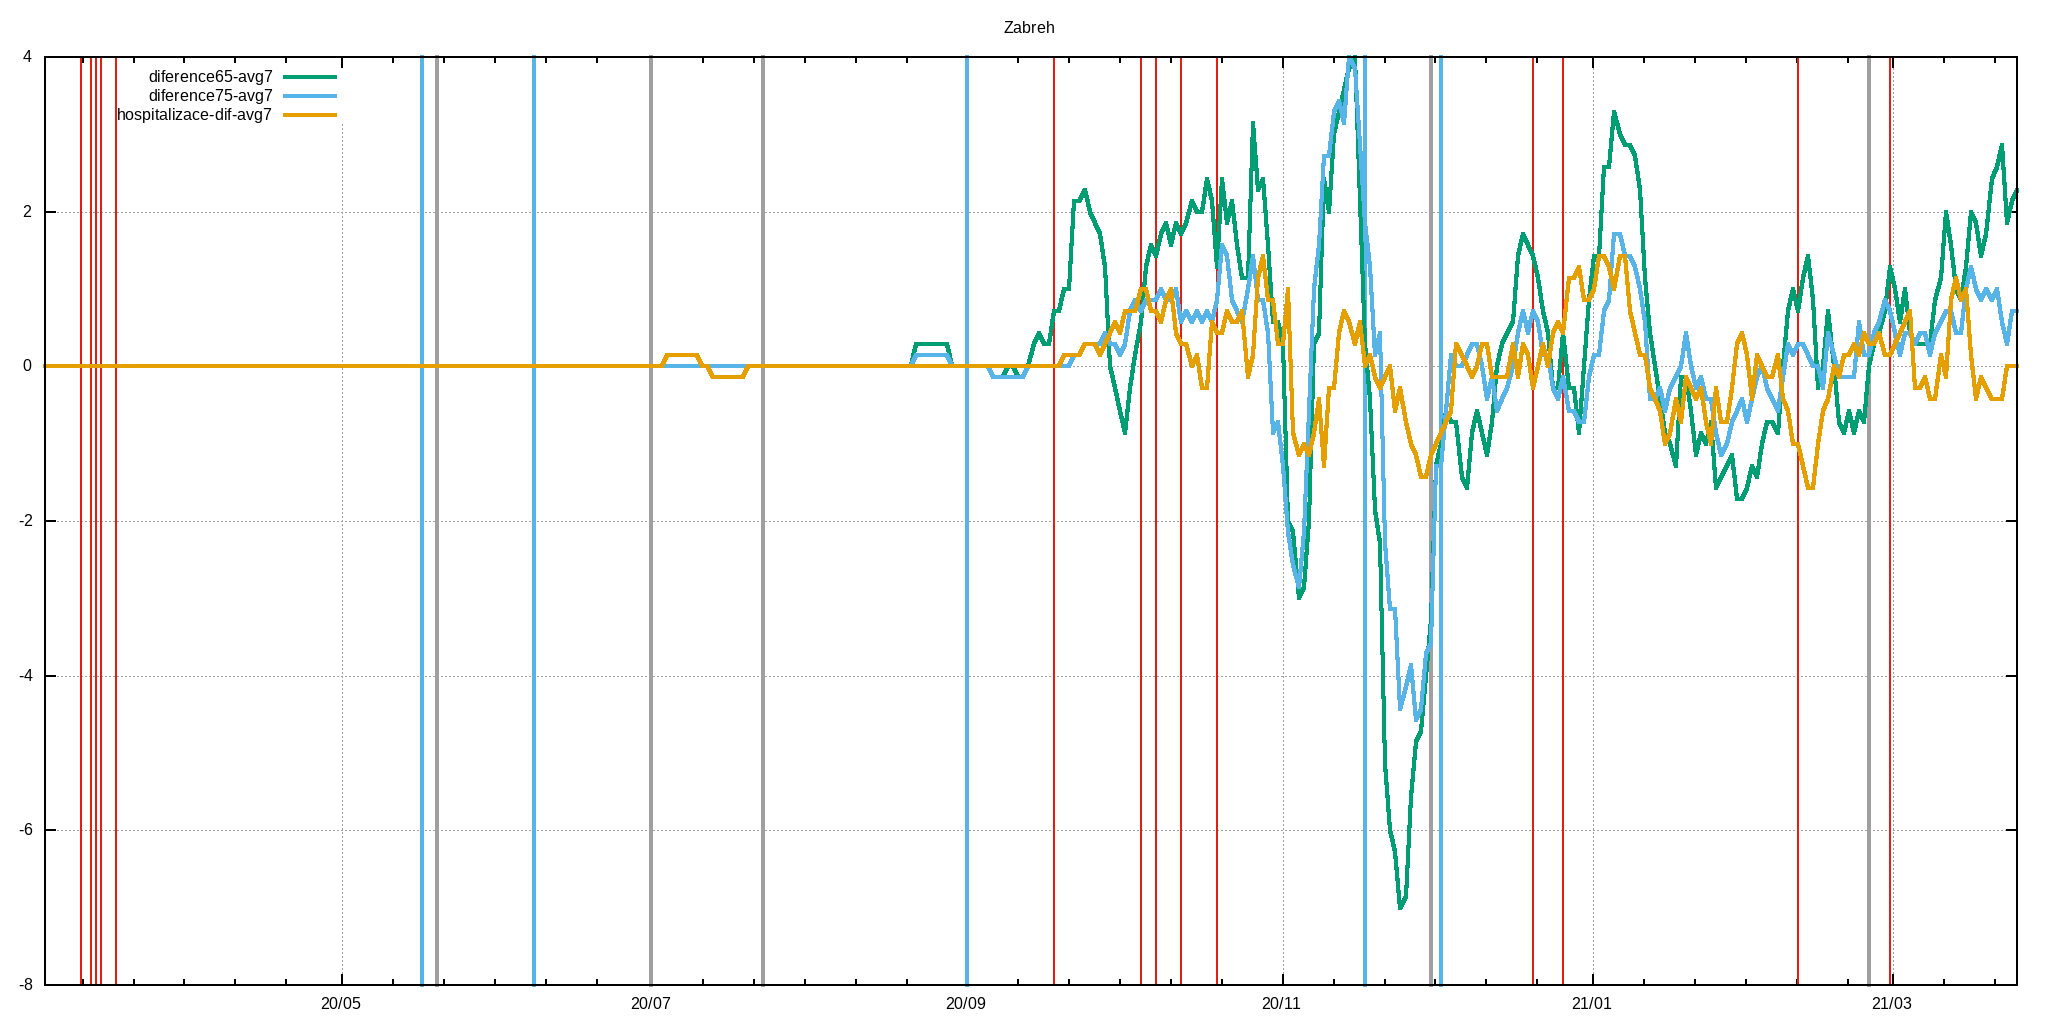 Zabreh
diference65-avg7
diference75-avg7
hospitalizace-dif-avg7
4
2
0
-2
-4
-6
-8
20/05 20/07 20/09 20/11 21/01 21/03